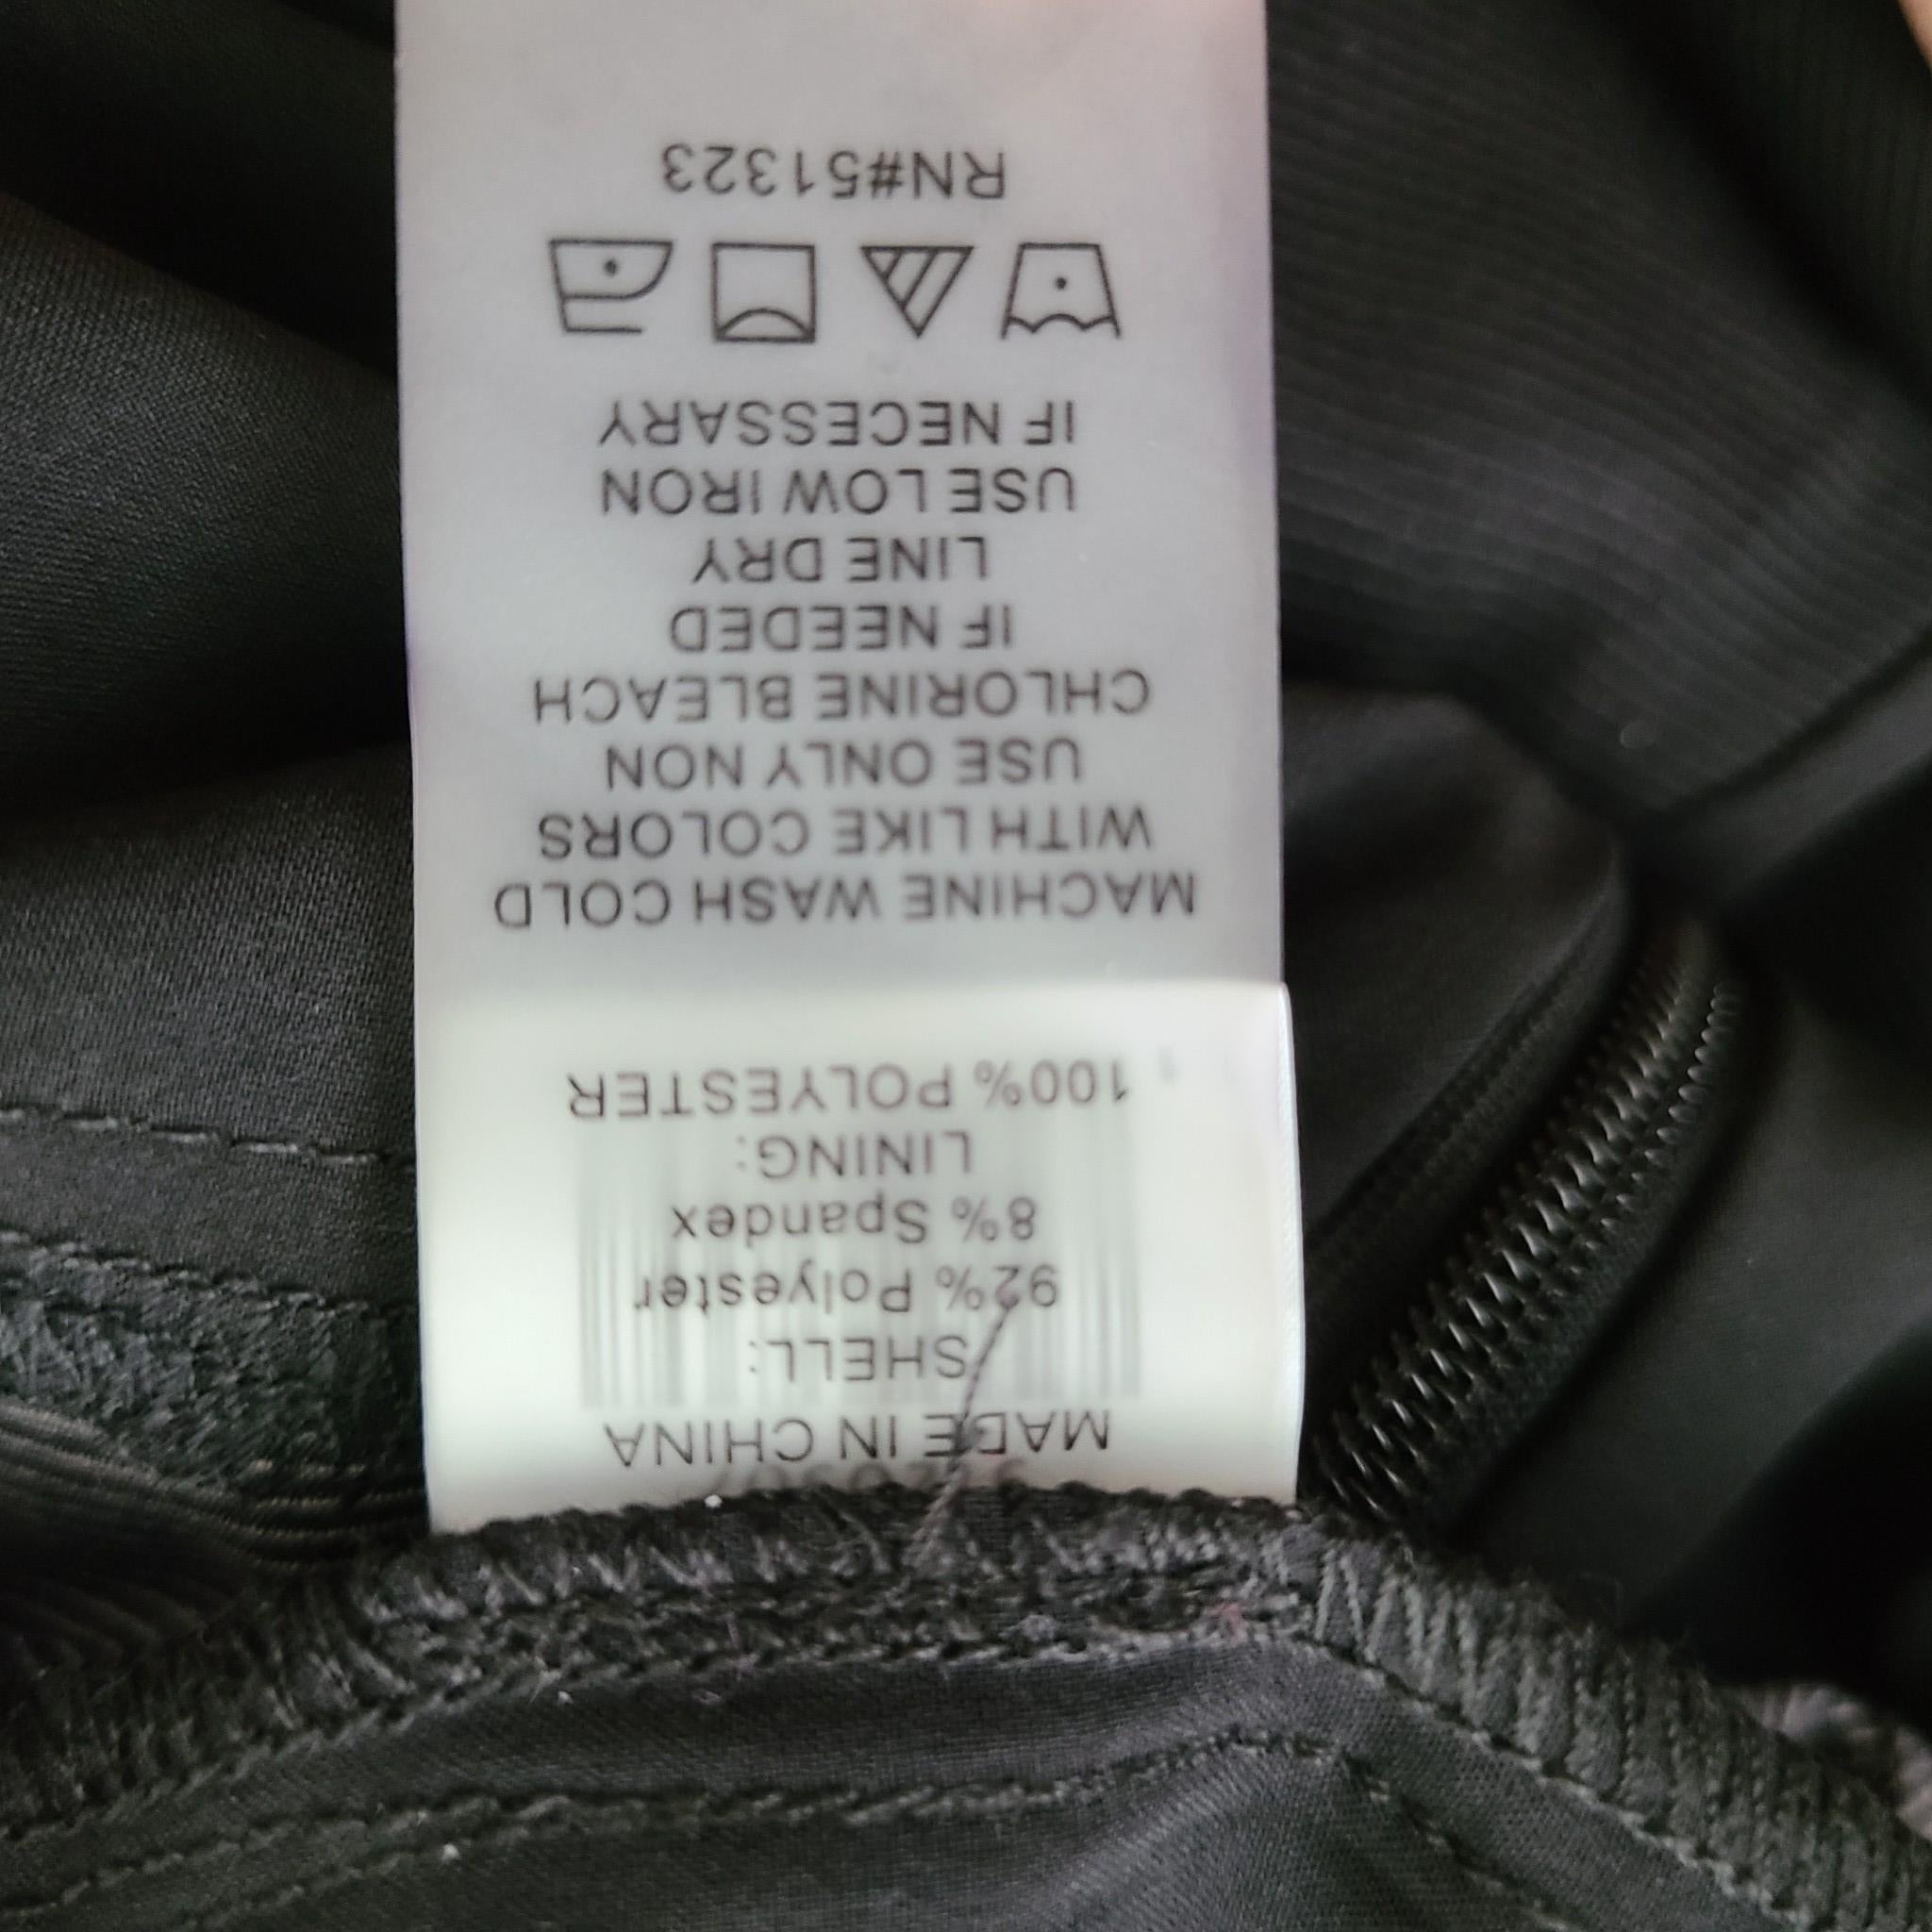 MADE IN CHINA
SHELL:
92% Polyester
8% Spandex
LINING:
100% POLYESTER
MACHINE WASH COLD
WITH LIKE COLORS
USE ONLY NON
CHLORINE BLEACH
IF NEEDED
LINE DRY
USE LOW IRON
IF NECESSARY
RN#51323